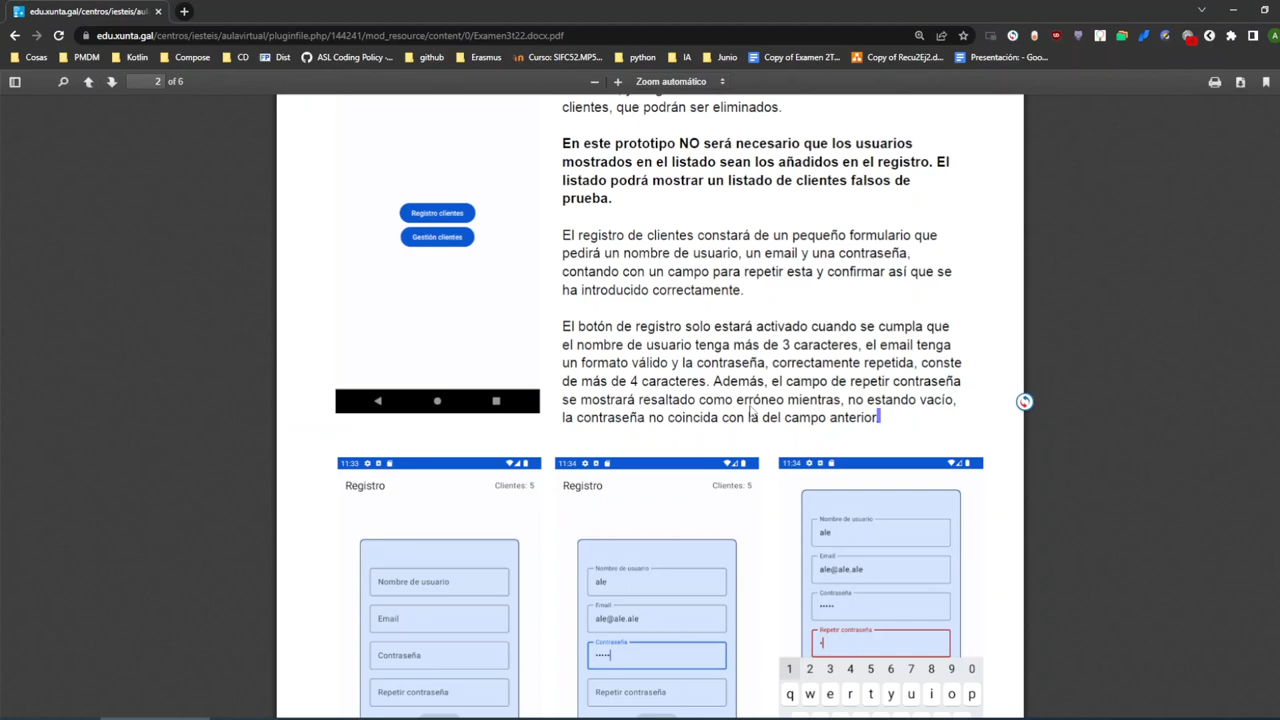 edu.xunta.gal/centros/iesteis/aul
edu.xunta.gal/centros/iesteis/aulavirtual/pluginfile.php/144241/mod_resource/content/0/Examen3t22.docx.pdf
Cosas PMDM Kotlin Compose CD FP Dist ASL Coding Policy -... github Erasmus Curso: SIFC52.MP5... python IA Junio Copy of Examen 2T... Copy of Recu2Ej2.d... Presentación: - Goo...
2 of 6 Zoom automático
clientes, que podrán ser eliminados.
En este prototipo NO será necesario que los usuarios
mostrados en el listado sean los añadidos en el registro. El
listado podrá mostrar un listado de clientes falsos de
prueba.
Registro clientes
Gestión clientes
El registro de clientes constará de un pequeño formulario que
pedirá un nombre de usuario, un email y una contraseña,
contando con un campo para repetir esta y confirmar así que se
ha introducido correctamente.
El botón de registro solo estará activado cuando se cumpla que
el nombre de usuario tenga más de 3 caracteres, el email tenga
un formato válido y la contraseña, correctamente repetida, conste
de más de 4 caracteres. Además, el campo de repetir contraseña
se mostrará resaltado como erróneo mientras, no estando vacío,
la contraseña no coincida con la del campo anterior
11:33
Registro Clientes: 5
Nombre de usuario
Email
Contraseña
Repetir contraseña
11:34
Registro Clientes: 5
Nombre de usuario
ale
Email
ale@ale.ale
Contraseña
•••••
Repetir contraseña
11:34
Nombre de usuario
ale
Email
ale@ale.ale
Contraseña
•••••
Repetir contraseña
•
1 2 3 4 5 6 7 8 9 0
q w e r t y u i o p